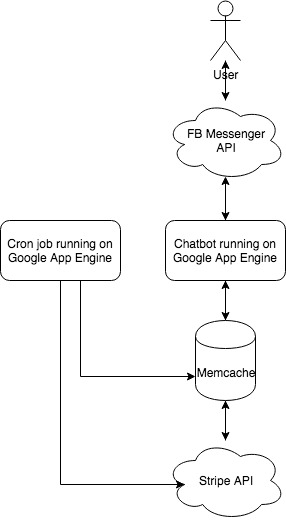 User
FB Messenger
API
Cron job running on
Google App Engine
Chatbot running on
Google App Engine
Memcache
Stripe API